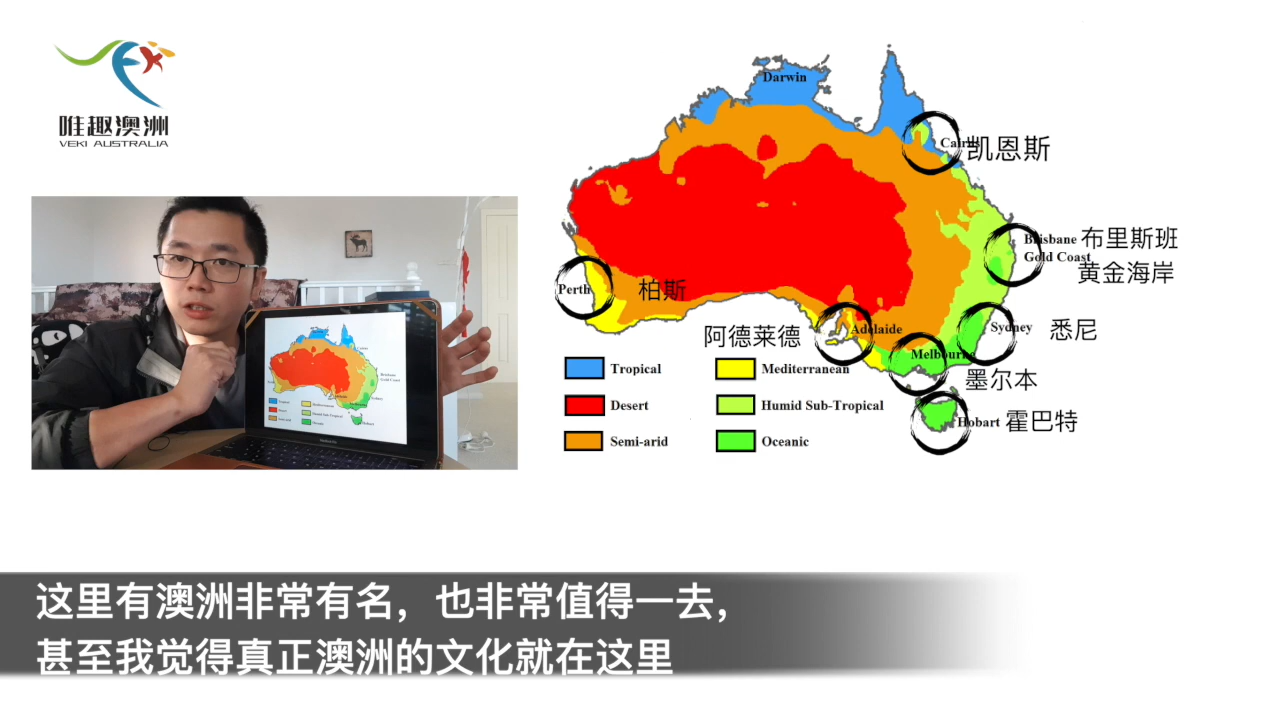 唯趣澳洲
VEKI AUSTRALIA
Darwin
Cairns
凯恩斯
Brisbane
布里斯班
Gold Coast
黄金海岸
Perth
柏斯
Sydney
悉尼
阿德莱德
Adelaide
Melbourne
墨尔本
Hobart
霍巴特
Tropical
Mediterranean
Desert
Humid Sub-Tropical
Semi-arid
Oceanic
这里有澳洲非常有名，也非常值得一去，
甚至我觉得真正澳洲的文化就在这里